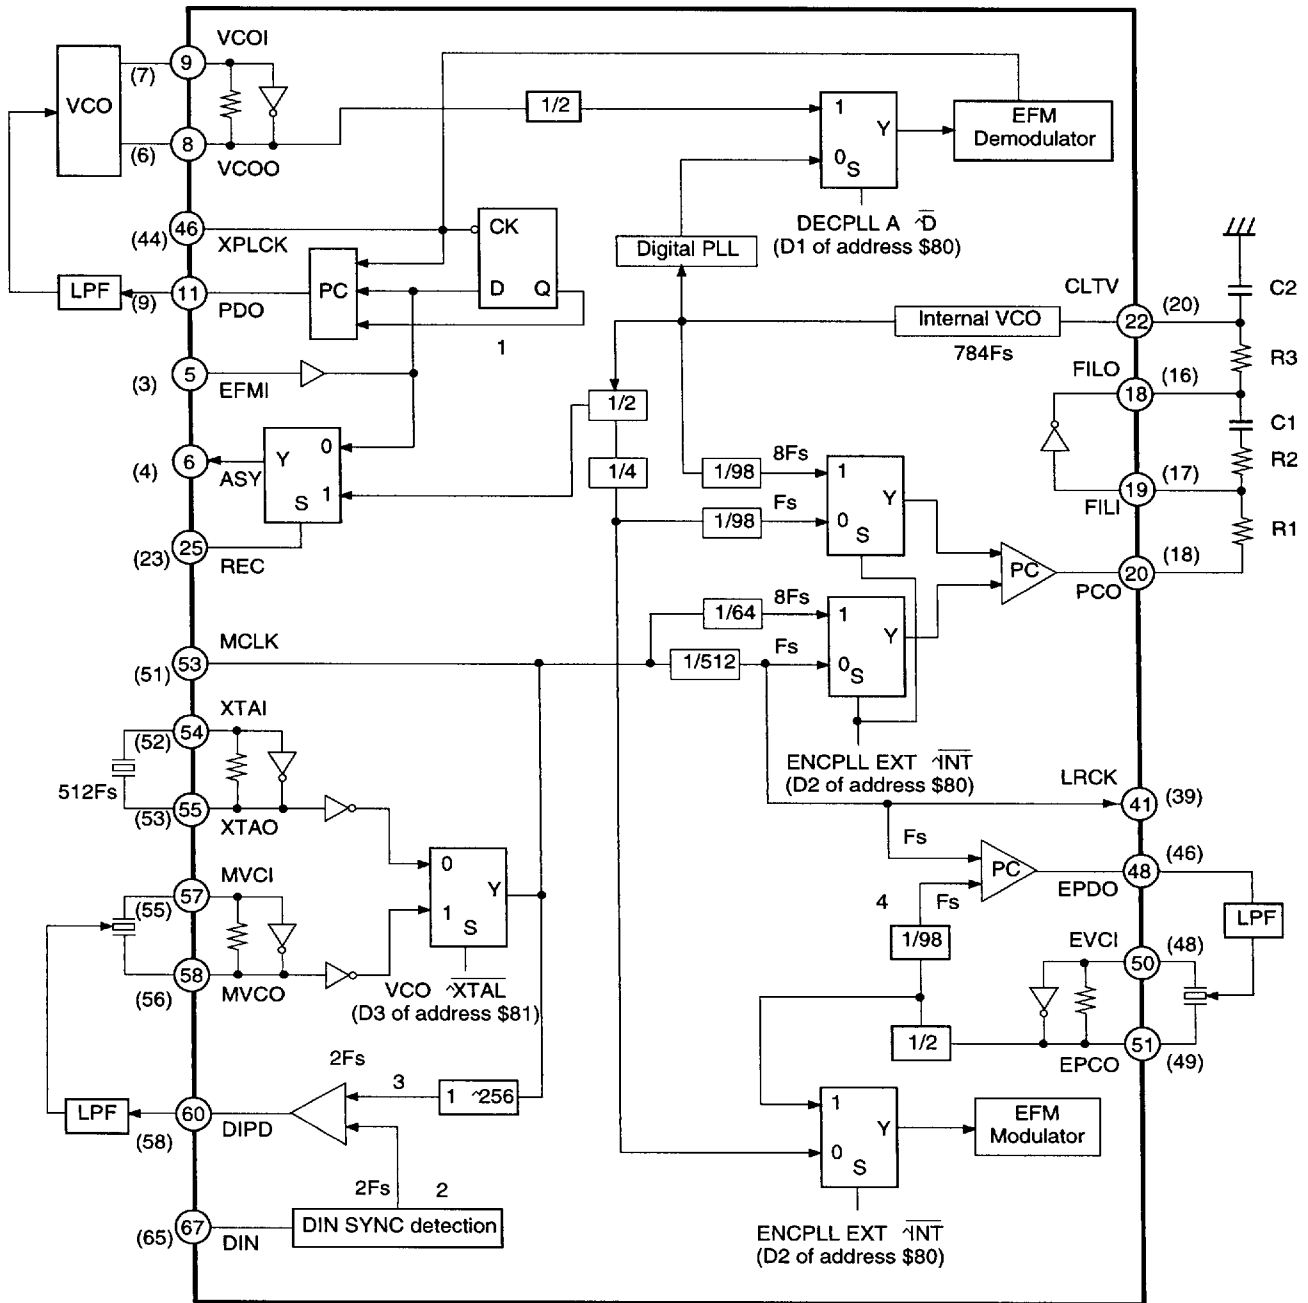 VCOI
9
(7)
VCO
1/2
1
Y
EFM
Demodulator
8
(6)
VCOO
0
S
46
(44)
XPLCK
CK
DECPLL A ^D̅
(D1 of address $80)
Digital PLL
LPF
11
(9)
PDO
PC
D
Q
CLTV
C2
Internal VCO
22
(20)
784Fs
1
R3
5
(3)
EFMI
FILO
18
(16)
1/2
C1
6
(4)
ASY
Y
0
S
1
1/4
1/98
8Fs
1
Y
R2
19
(17)
FILI
1/98
Fs
0
S
R1
25
(23)
REC
PC
20
(18)
PCO
1/64
8Fs
1
Y
MCLK
53
(51)
1/512
Fs
0
S
XTAI
54
(52)
512Fs
ENCPLL EXT ^I̅N̅T̅
(D2 of address $80)
LRCK
41
(39)
55
(53)
XTAO
Fs
0
Y
1
S
PC
48
(46)
EPDO
MVCI
57
(55)
4
Fs
LPF
1/98
EVCI
50
(48)
58
(56)
MVCO
VCO ^X̅T̅A̅L̅
(D3 of address $81)
1/2
51
(49)
EPCO
2Fs
3
1 ^256
LPF
60
(58)
DIPD
1
Y
0
S
EFM
Modulator
2Fs
2
67
(65)
DIN
DIN SYNC detection
ENCPLL EXT ^I̅N̅T̅
(D2 of address $80)